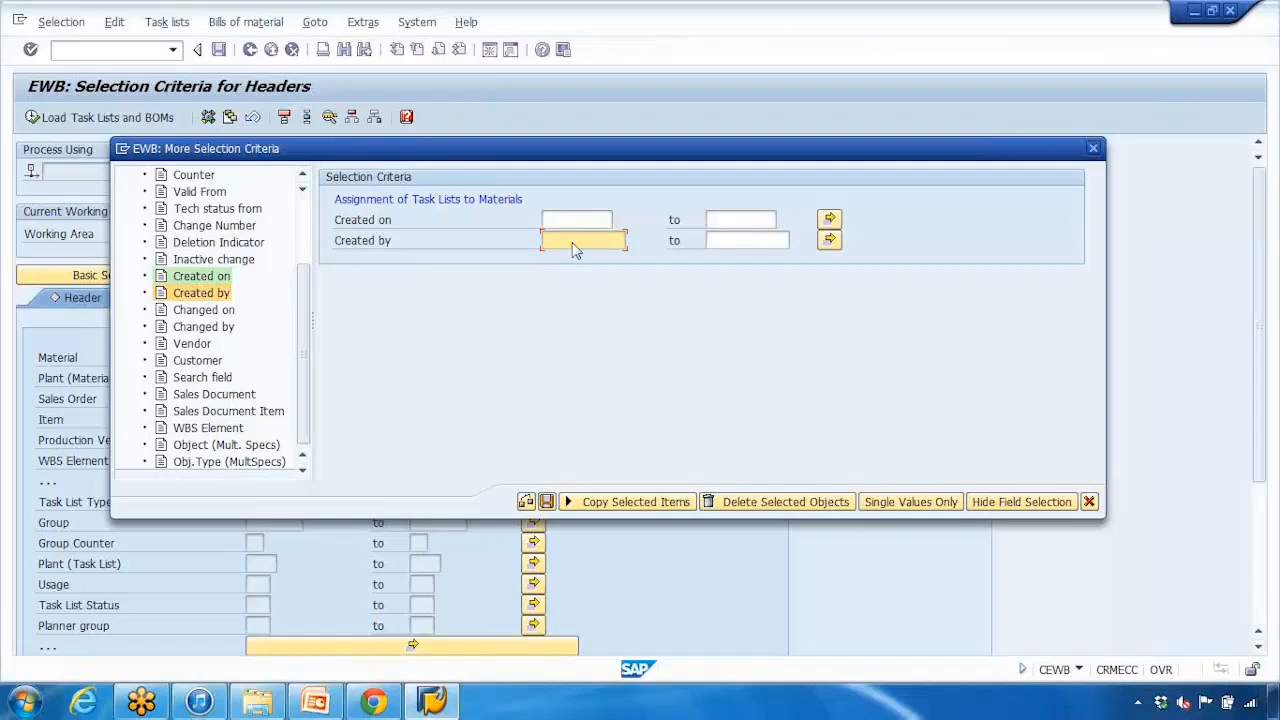 Selection Edit Task lists Bills of material Goto Extras System Help
EWB: Selection Criteria for Headers
Load Task Lists and BOMs
Process Using
EWB: More Selection Criteria
Current Working
Working Area
Basic Se
Header
Material
Plant (Materia
Sales Order
Item
Production Ve
WBS Element
...
Task List Type
Counter
Valid From
Tech status from
Change Number
Deletion Indicator
Inactive change
Created on
Created by
Changed on
Changed by
Vendor
Customer
Search field
Sales Document
Sales Document Item
WBS Element
Object (Mult. Specs)
Obj.Type (MultSpecs)
Selection Criteria
Assignment of Task Lists to Materials
Created on to
Created by to
Copy Selected Items Delete Selected Objects Single Values Only Hide Field Selection
Group to
Group Counter to
Plant (Task List) to
Usage to
Task List Status to
Planner group to
...
SAP
CEWB CRMECC OVR